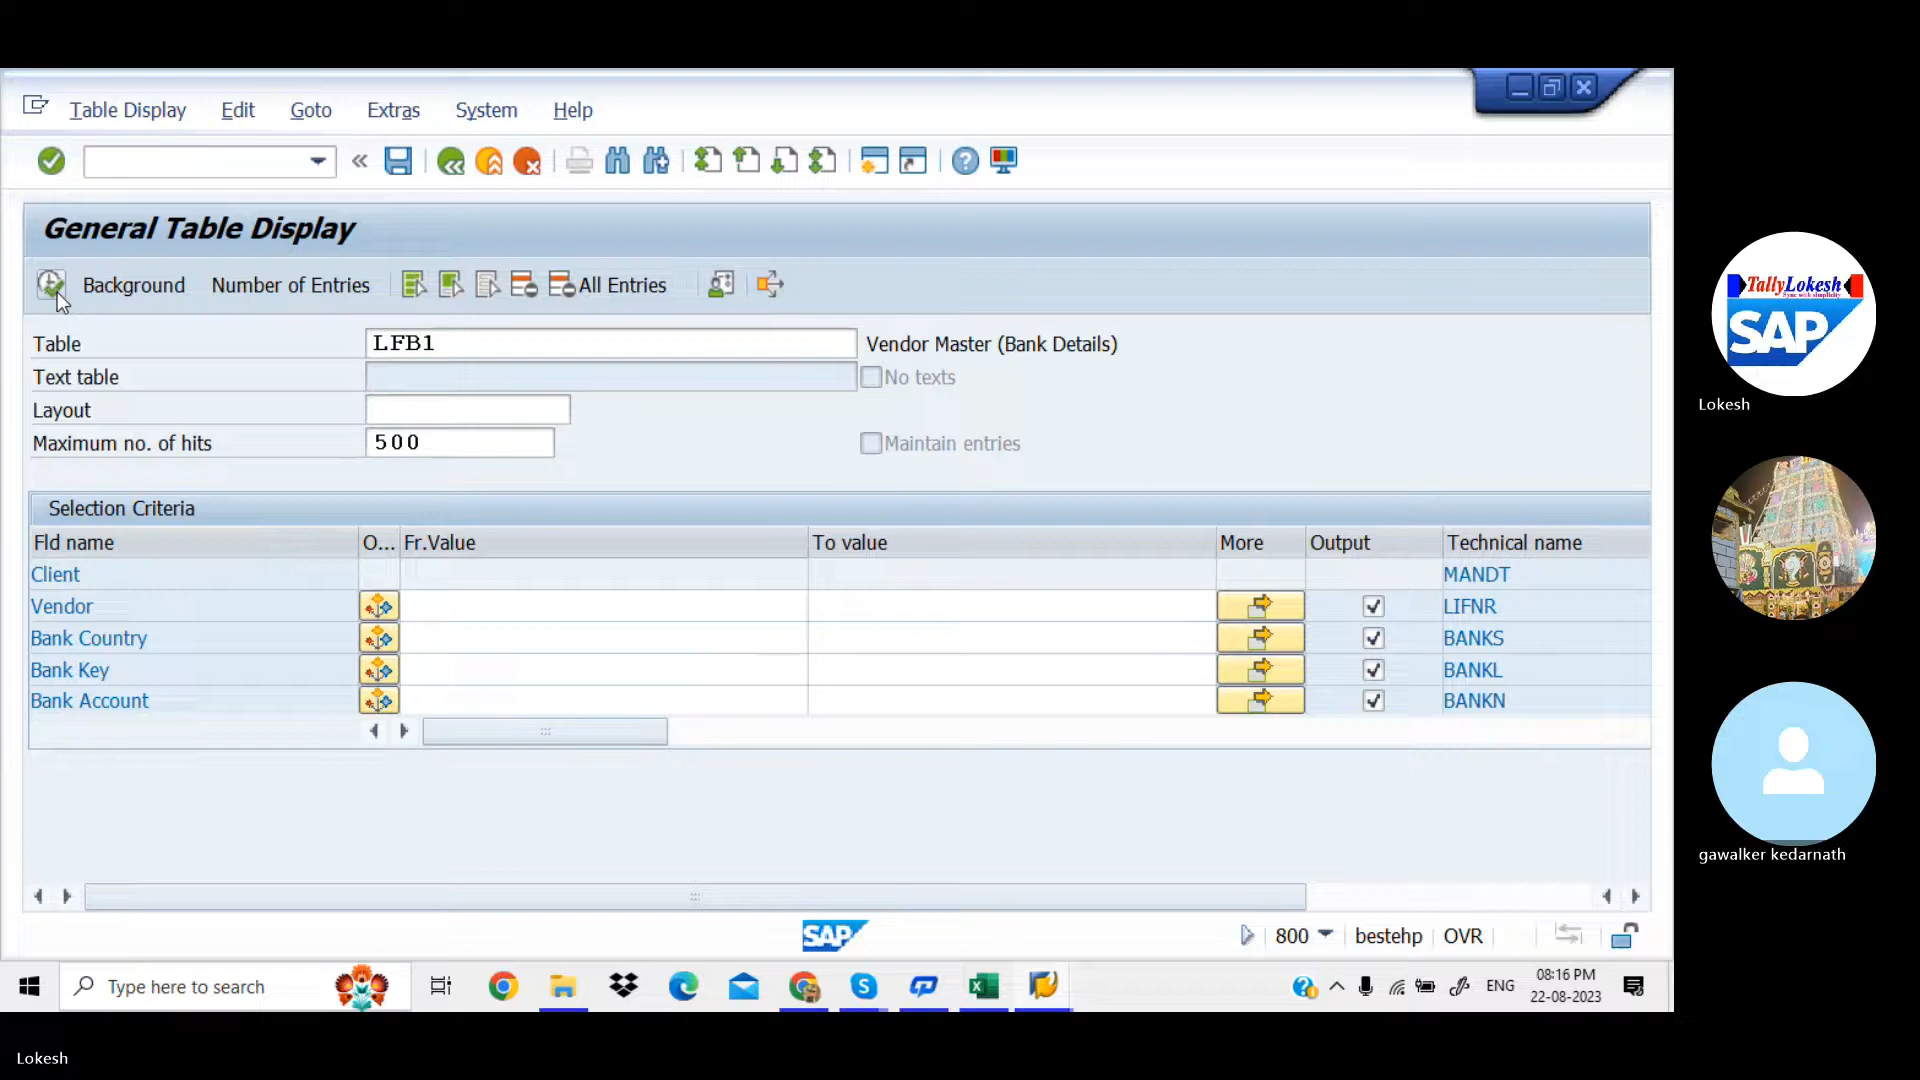 Table Display Edit Goto Extras System Help
General Table Display
Background Number of Entries All Entries
Table LFB1 Vendor Master (Bank Details)
Text table No texts
Layout
Maximum no. of hits 500 Maintain entries
Selection Criteria
Fld name O... Fr.Value To value More Output Technical name
Client MANDT
Vendor LIFNR
Bank Country BANKS
Bank Key BANKL
Bank Account BANKN
SAP 800 bestehp OVR
Type here to search ENG 08:16 PM
22-08-2023
TallyLokesh
Sync with simplicity
SAP
Lokesh
gawalker kedarnath
Lokesh